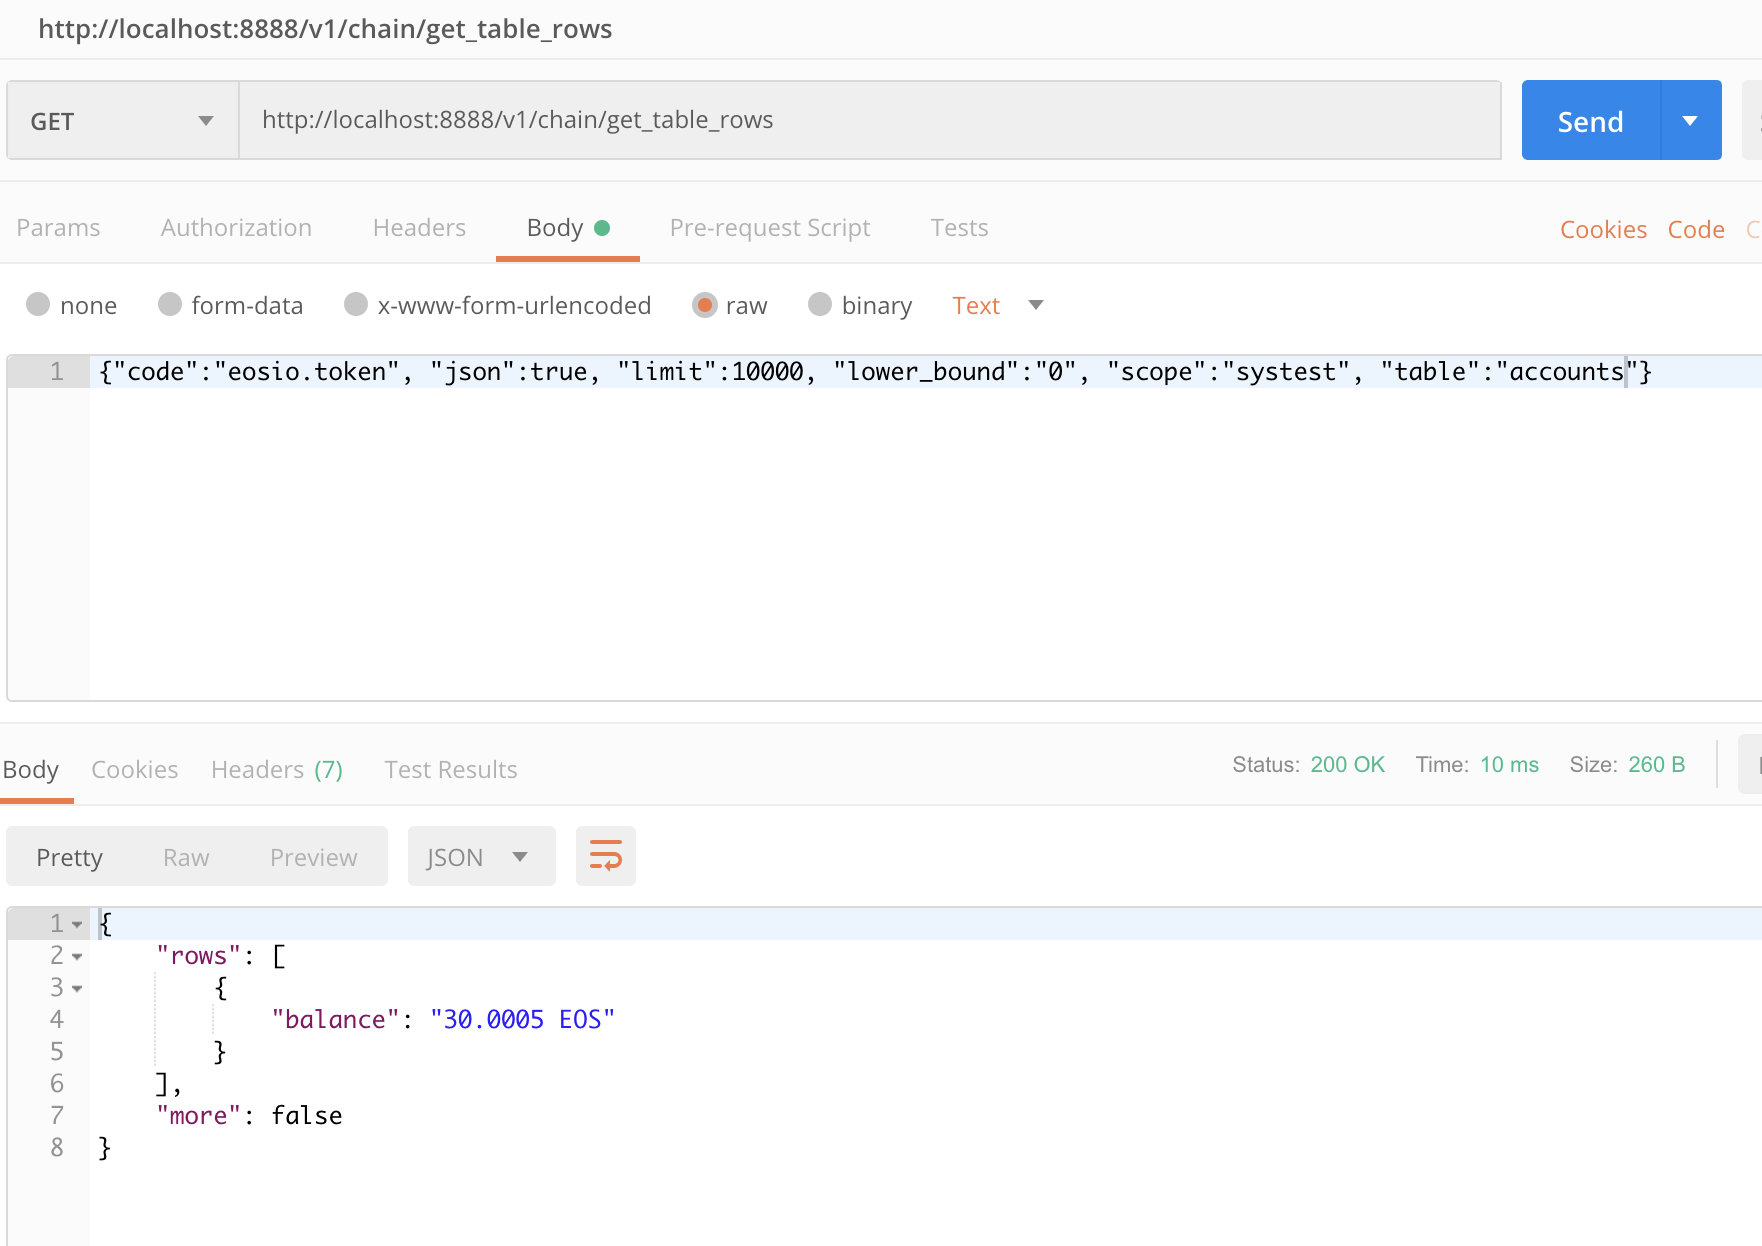 http://localhost:8888/v1/chain/get_table_rows
GET http://localhost:8888/v1/chain/get_table_rows Send
Params Authorization Headers Body Pre-request Script Tests Cookies Code
none form-data x-www-form-urlencoded raw binary Text
1 {"code":"eosio.token", "json":true, "limit":10000, "lower_bound":"0", "scope":"systest", "table":"accounts"}
Body Cookies Headers (7) Test Results Status: 200 OK Time: 10 ms Size: 260 B
Pretty Raw Preview JSON
1 {
2 "rows": [
3 {
4 "balance": "30.0005 EOS"
5 }
6 ],
7 "more": false
8 }